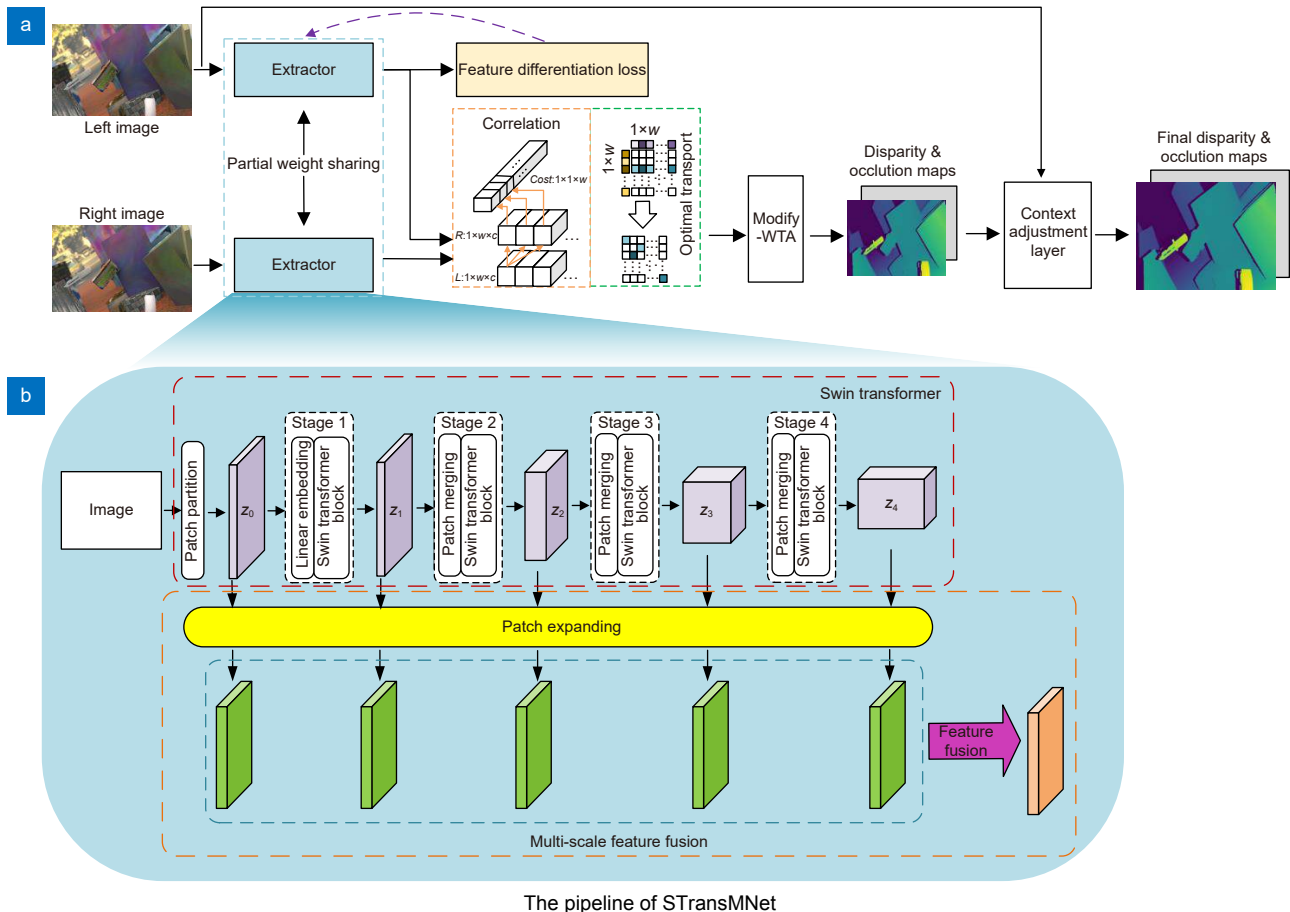 a
Left image
Extractor
Feature differentiation loss
Partial weight sharing
Right image
Extractor
Correlation
Cost:1×1×w
R:1×w×c
L:1×w×c
1×w
1×w
Optimal transport
Modify
-WTA
Disparity &
occlution maps
Context
adjustment
layer
Final disparity &
occlution maps
b
Swin transformer
Image
Patch partition
z0
Stage 1
Linear embedding
Swin transformer
block
z1
Stage 2
Patch merging
Swin transformer
block
z2
Stage 3
Patch merging
Swin transformer
block
z3
Stage 4
Patch merging
Swin transformer
block
z4
Patch expanding
Feature
fusion
Multi-scale feature fusion
The pipeline of STransMNet